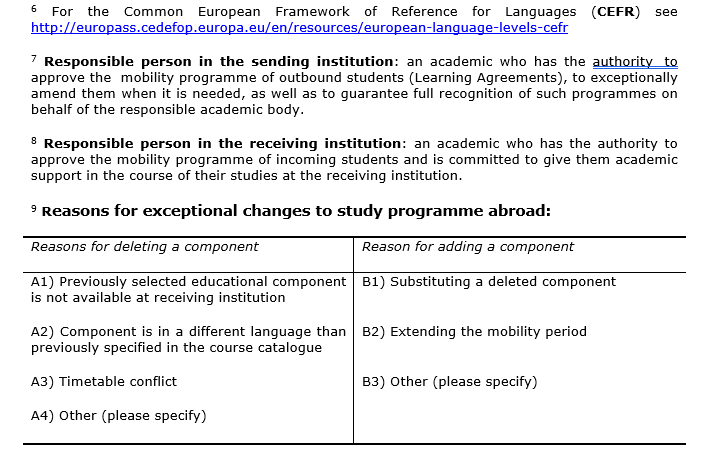 ⁶ For the Common European Framework of Reference for Languages (CEFR) see
http://europass.cedefop.europa.eu/en/resources/european-language-levels-cefr
⁷ Responsible person in the sending institution: an academic who has the authority to
approve the mobility programme of outbound students (Learning Agreements), to exceptionally
amend them when it is needed, as well as to guarantee full recognition of such programmes on
behalf of the responsible academic body.
⁸ Responsible person in the receiving institution: an academic who has the authority to
approve the mobility programme of incoming students and is committed to give them academic
support in the course of their studies at the receiving institution.
⁹ Reasons for exceptional changes to study programme abroad:
Reasons for deleting a component
Reason for adding a component
A1) Previously selected educational component
is not available at receiving institution
B1) Substituting a deleted component
A2) Component is in a different language than
previously specified in the course catalogue
B2) Extending the mobility period
A3) Timetable conflict
B3) Other (please specify)
A4) Other (please specify)